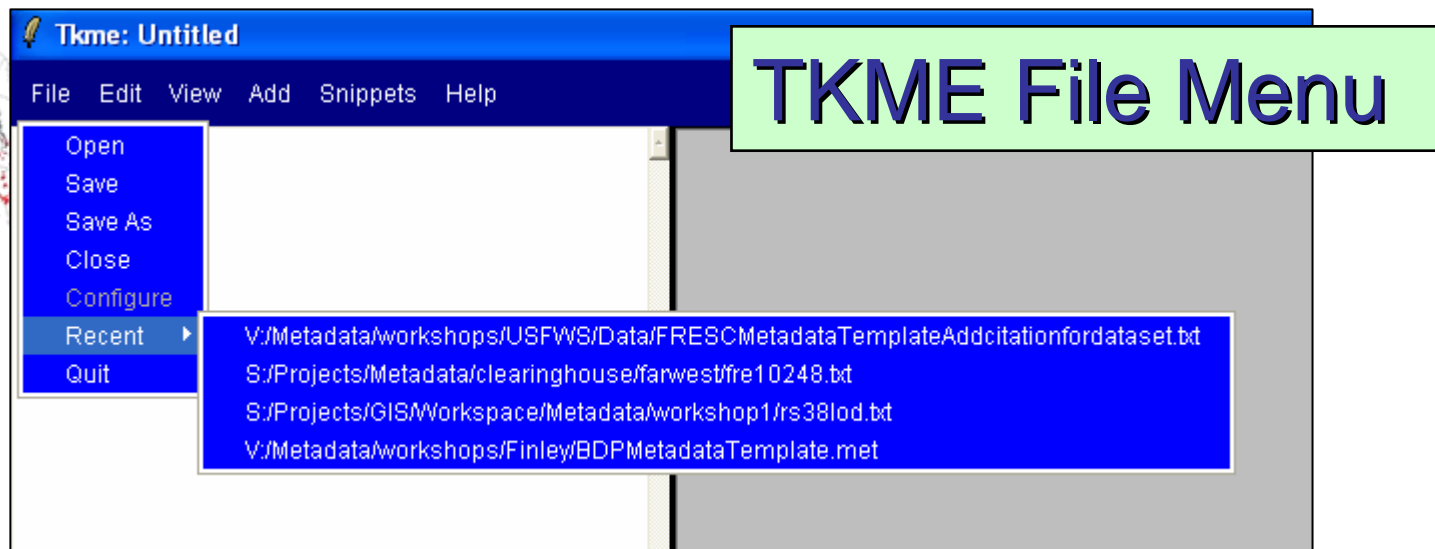 Tkme: Untitled
TKME File Menu
File Edit View Add Snippets Help
Open
Save
Save As
Close
Configure
Recent
Quit
V:/Metadata/workshops/USFWS/Data/FRESCMetadataTemplateAddcitationfordataset.txt
S:/Projects/Metadata/clearinghouse/farwest/fre10248.txt
S:/Projects/GIS/Workspace/Metadata/workshop1/rs38lod.txt
V:/Metadata/workshops/Finley/BDPMetadataTemplate.met